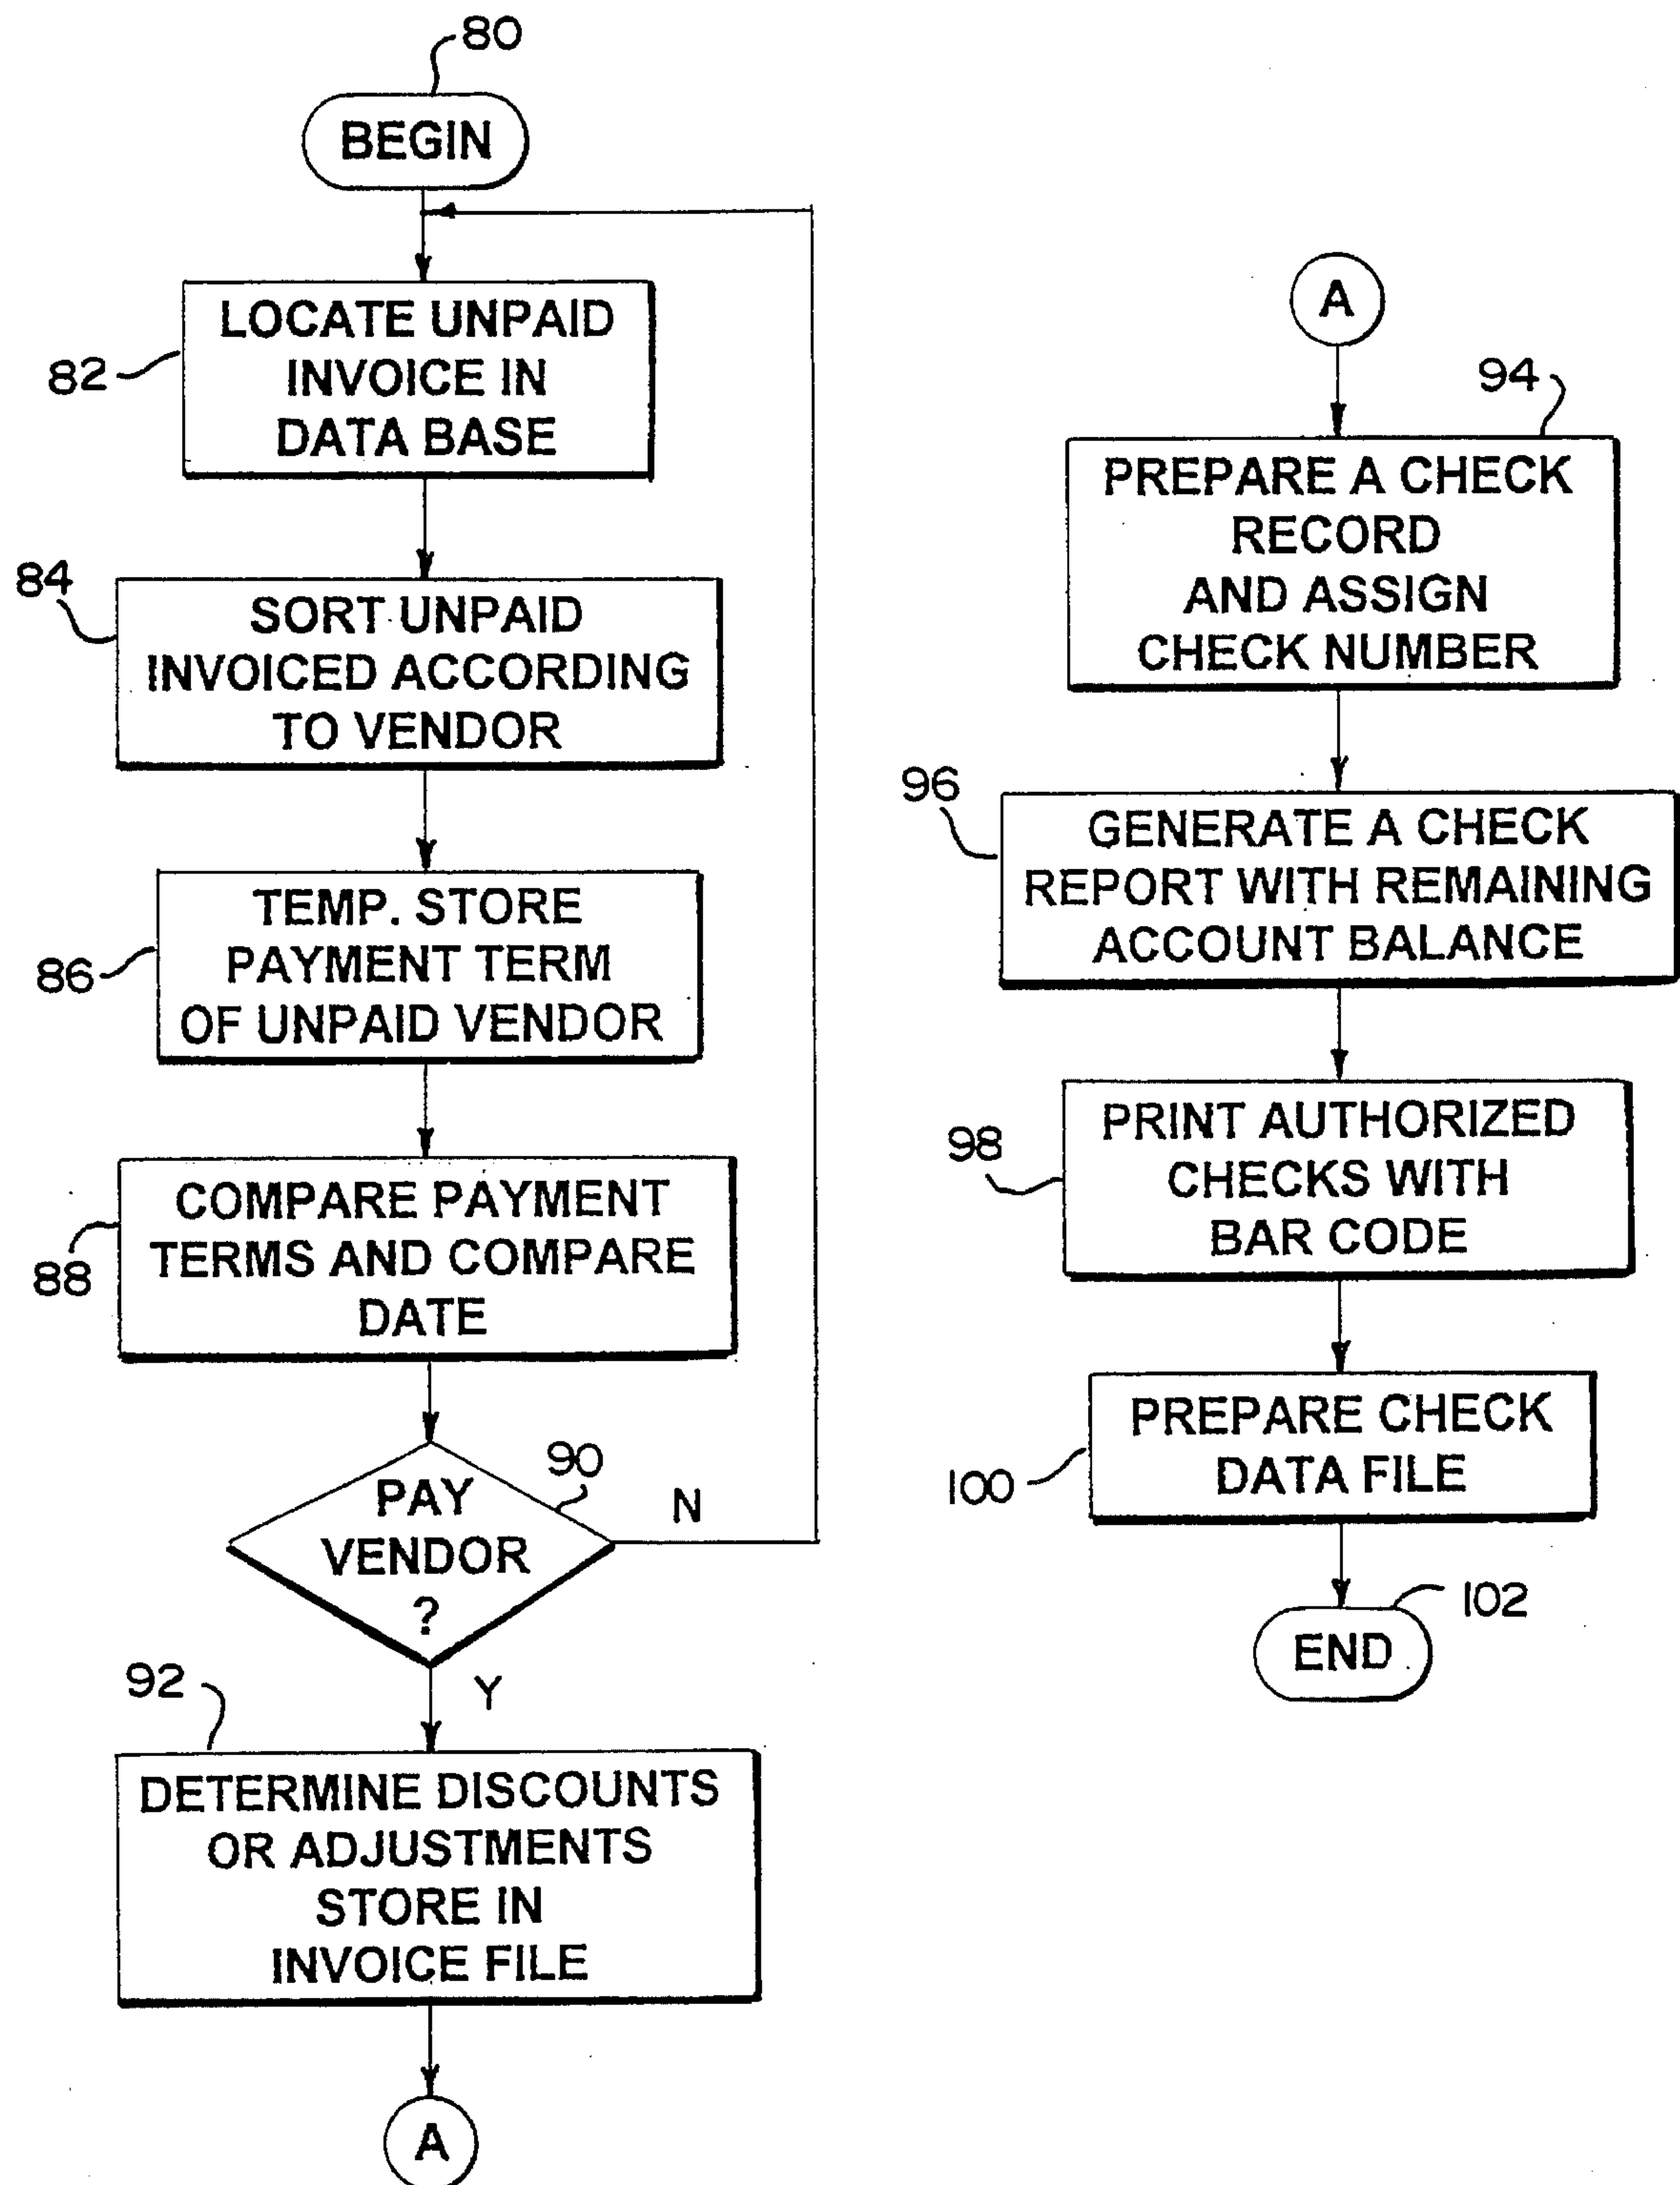 80
BEGIN
82
LOCATE UNPAID
INVOICE IN
DATA BASE
84
SORT UNPAID
INVOICED ACCORDING
TO VENDOR
86
TEMP. STORE
PAYMENT TERM
OF UNPAID VENDOR
88
COMPARE PAYMENT
TERMS AND COMPARE
DATE
90
PAY
VENDOR
?
N
Y
92
DETERMINE DISCOUNTS
OR ADJUSTMENTS
STORE IN
INVOICE FILE
A
A
94
PREPARE A CHECK
RECORD
AND ASSIGN
CHECK NUMBER
96
GENERATE A CHECK
REPORT WITH REMAINING
ACCOUNT BALANCE
98
PRINT AUTHORIZED
CHECKS WITH
BAR CODE
100
PREPARE CHECK
DATA FILE
102
END